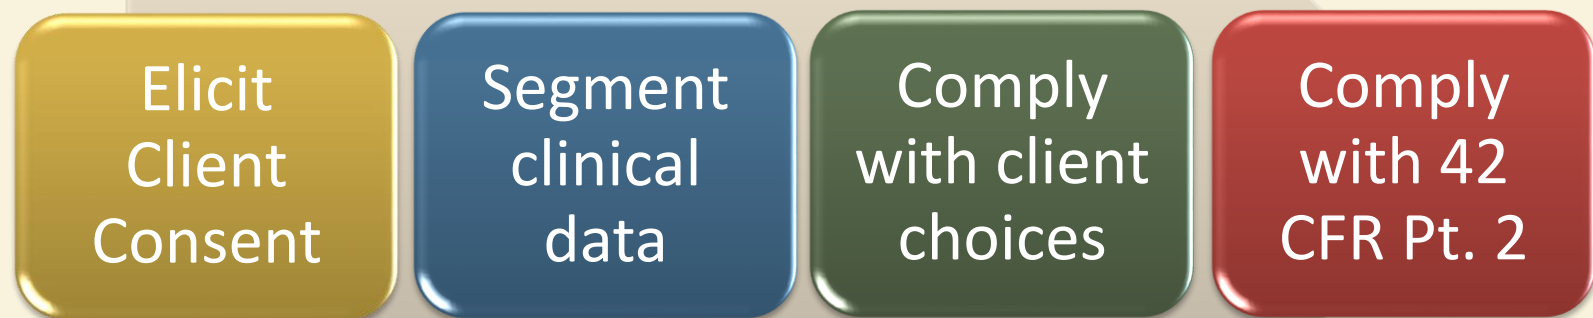 Elicit
Client
Consent
Segment
clinical
data
Comply
with client
choices
Comply
with 42
CFR Pt. 2